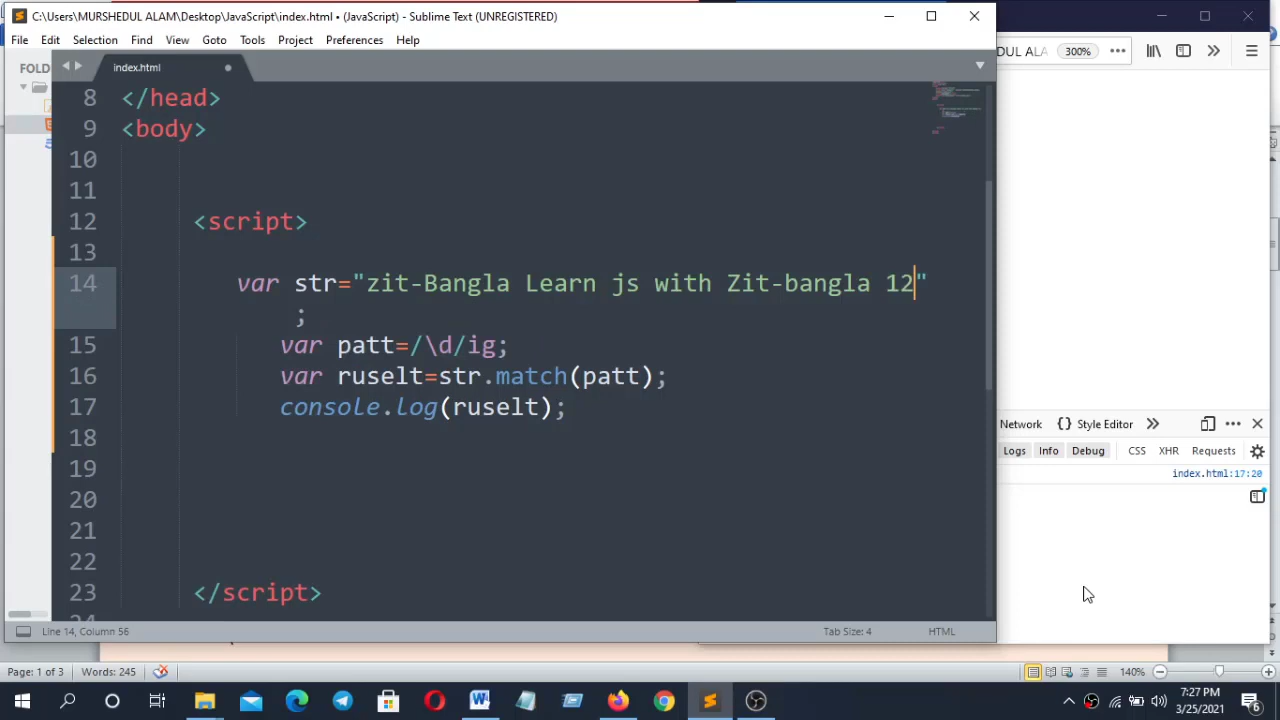 C:\Users\MURSHEDUL ALAM\Desktop\JavaScript\index.html • (JavaScript) - Sublime Text (UNREGISTERED)
File Edit Selection Find View Goto Tools Project Preferences Help
DUL ALA 300%
FOLD
index.html
8 </head>
9 <body>
10
11
12 <script>
13
14 var str="zit-Bangla Learn js with Zit-bangla 12"
;
15 var patt=/\d/ig;
16 var ruselt=str.match(patt);
17 console.log(ruselt);
18
19
20
21
22
23 </script>
24
Network {} Style Editor
Logs Info Debug CSS XHR Requests
index.html:17:20
Line 14, Column 56 Tab Size: 4 HTML
Page: 1 of 3 Words: 245 140%
7:27 PM
3/25/2021
6